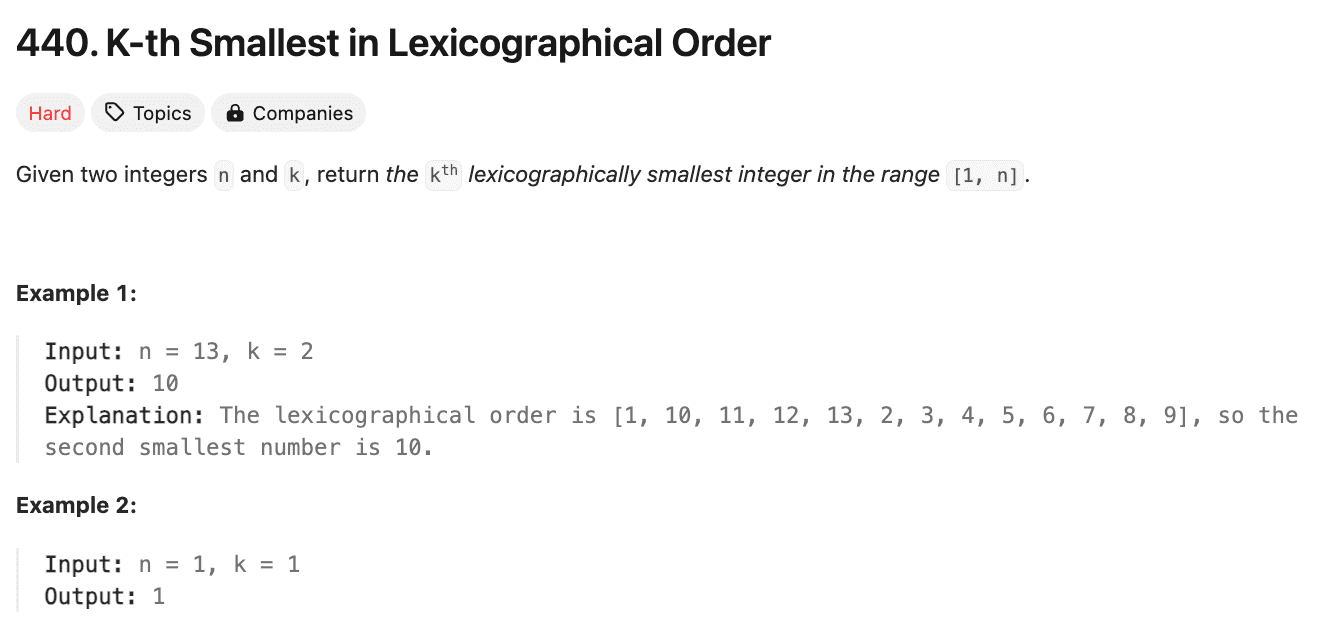 440. K-th Smallest in Lexicographical Order
Hard Topics Companies
Given two integers n and k, return the kth lexicographically smallest integer in the range [1, n].
Example 1:
Input: n = 13, k = 2
Output: 10
Explanation: The lexicographical order is [1, 10, 11, 12, 13, 2, 3, 4, 5, 6, 7, 8, 9], so the
second smallest number is 10.
Example 2:
Input: n = 1, k = 1
Output: 1